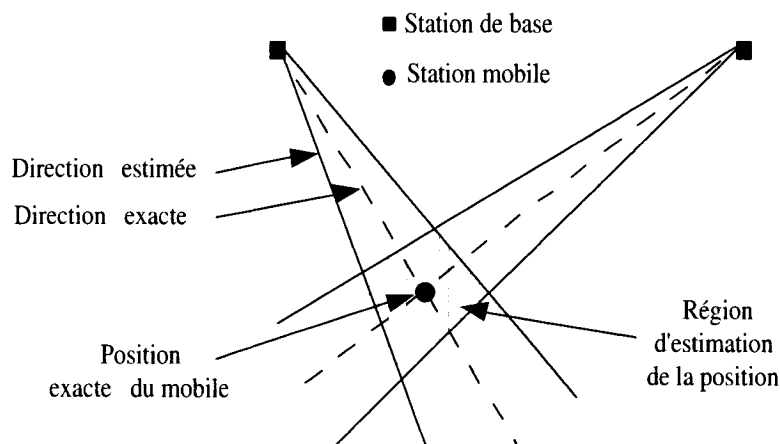 Station de base
Station mobile
Direction estimée
Direction exacte
Position
exacte du mobile
Région
d'estimation
de la position